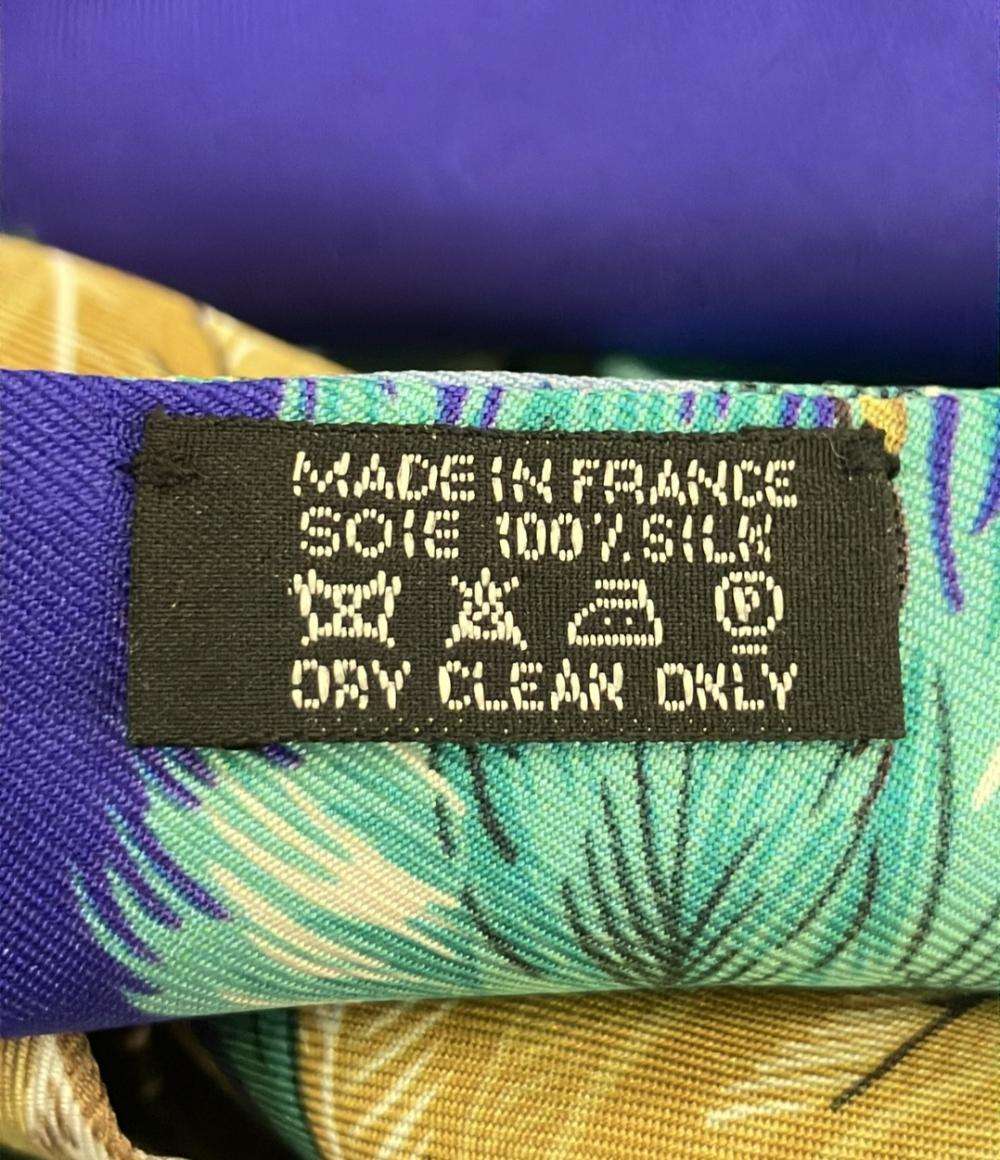 MADE IN FRANCE
SOIE 100% SILK
P
DRY CLEAN ONLY